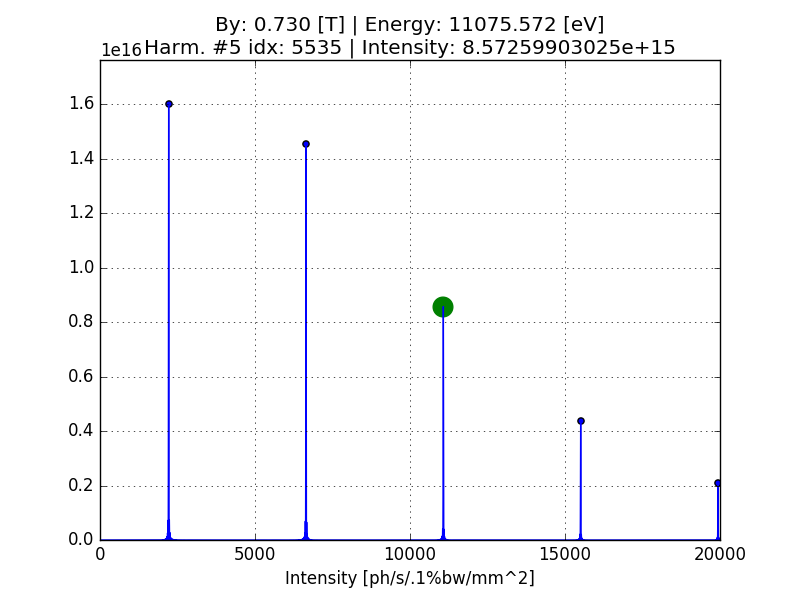 By: 0.730 [T] | Energy: 11075.572 [eV]
1e16 Harm. #5 idx: 5535 | Intensity: 8.57259903025e+15
1.6
1.4
1.2
1.0
0.8
0.6
0.4
0.2
0.0
0 5000 10000 15000 20000
Intensity [ph/s/.1%bw/mm^2]